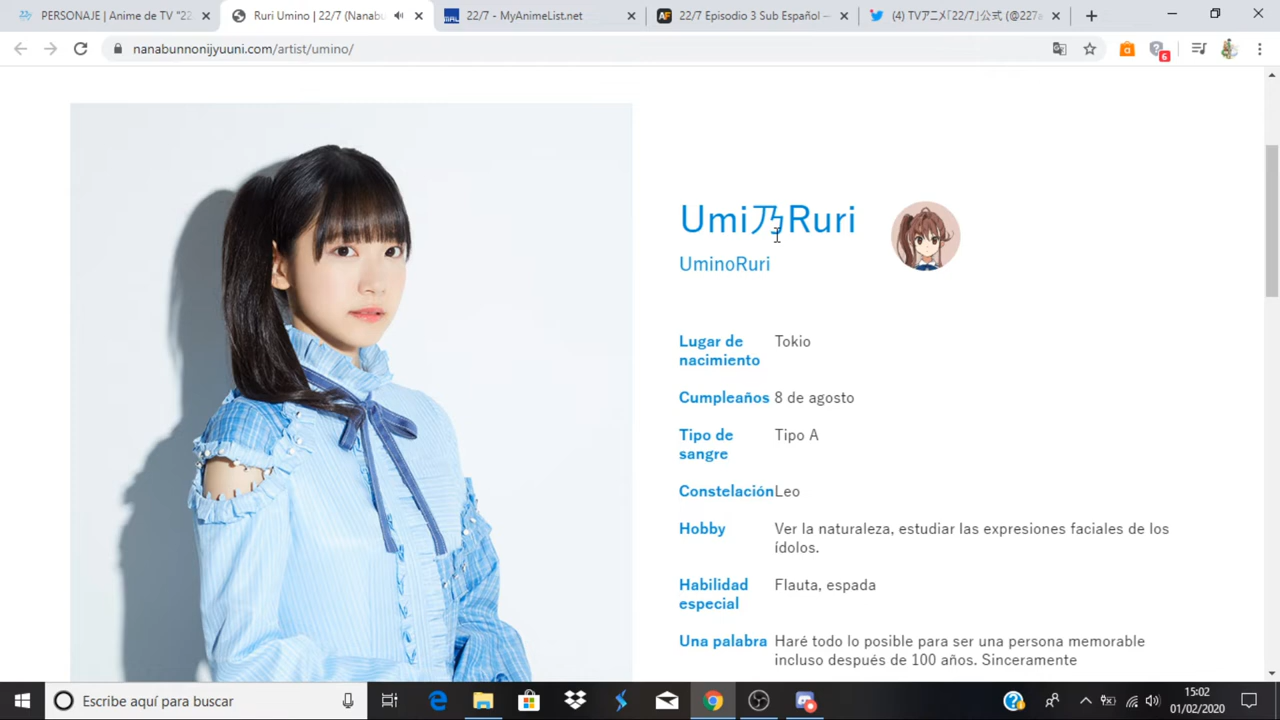 PERSONAJE | Anime de TV "22
Ruri Umino | 22/7 (Nanabu
22/7 - MyAnimeList.net
22/7 Episodio 3 Sub Español —
(4) TVアニメ「22/7」公式 (@227a
nanabunnonijyuuni.com/artist/umino/
6
Umi乃Ruri
UminoRuri
Lugar de nacimiento Tokio
Cumpleaños 8 de agosto
Tipo de sangre Tipo A
Constelación Leo
Hobby Ver la naturaleza, estudiar las expresiones faciales de los
ídolos.
Habilidad especial Flauta, espada
Una palabra Haré todo lo posible para ser una persona memorable
incluso después de 100 años. Sinceramente
Escribe aquí para buscar
15:02
01/02/2020